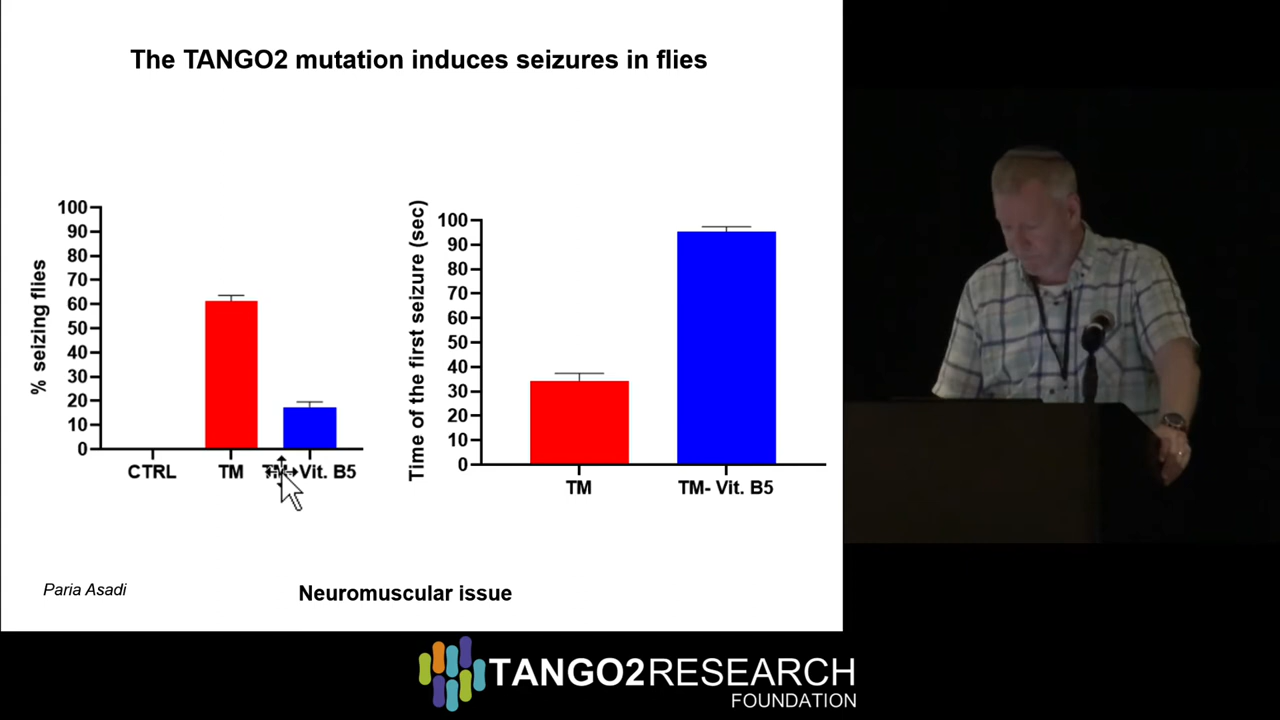 The TANGO2 mutation induces seizures in flies
% seizing flies
100
90
80
70
60
50
40
30
20
10
0
CTRL
TM
TM- Vit. B5
Time of the first seizure (sec)
100
90
80
70
60
50
40
30
20
10
0
TM
TM- Vit. B5
Paria Asadi
Neuromuscular issue
TANGO2RESEARCH
FOUNDATION